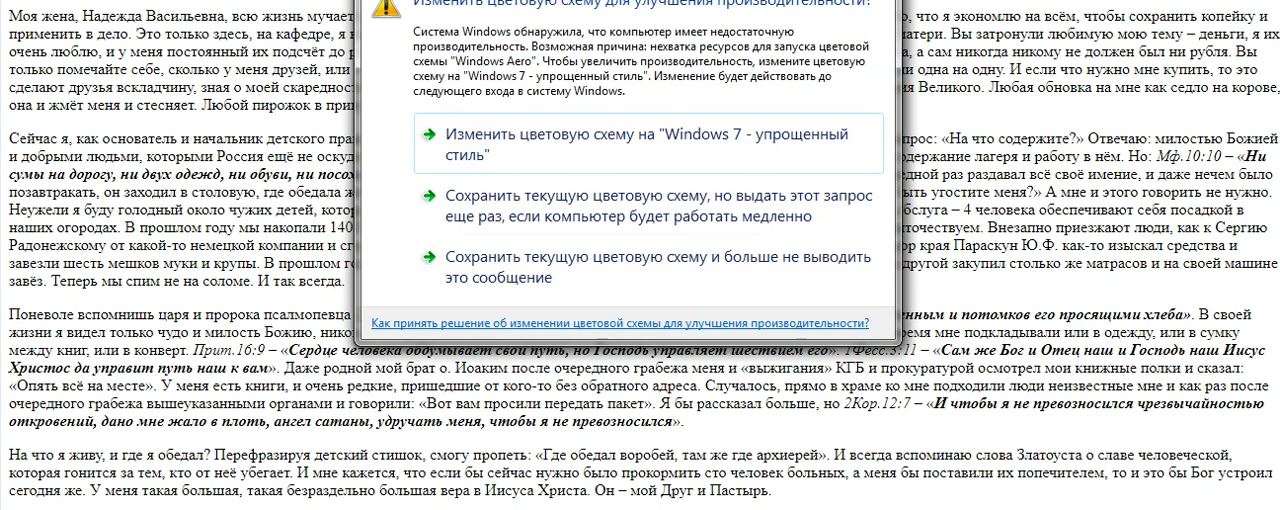 Моя жена, Надежда Васильевна, всю жизнь мучает что я экономлю на всём, чтобы сохранить копейку и
применить в дело. Это только здесь, на кафедре, я матери. Вы затронули любимую мою тему – деньги, я их
очень люблю, и у меня постоянный их подсчёт до а сам никогда никому не должен был ни рубля. Вы
только помечайте себе, сколько у меня друзей, или одна на одну. И если что нужно мне купить, то это
сделают друзья вскладчину, зная о моей Великого. Любая обновка на мне как седло на корове,
она и жмёт меня и стесняет. Любой пирожок в
Сейчас я, как основатель и начальник детского «На что содержите?» Отвечаю: милостью Божией
и добрыми людьми, которыми Россия ещё не лагеря и работу в нём. Но: Мф.10:10 – «Ни
сумы на дорогу, ни двух одежд, ни обуви, ни раз раздавал всё своё имение, и даже нечем было
позавтракать, он заходил в столовую, где обедала угостите меня?» А мне и этого говорить не нужно.
Неужели я буду голодный около чужих детей, – 4 человека обеспечивают себя посадкой в
наших огородах. В прошлом году мы накопали Внезапно приезжают люди, как к Сергию
Радонежскому от какой-то немецкой компании и края Параскун Ю.Ф. как-то изыскал средства и
завезли шесть мешков муки и крупы. В прошлом другой закупил столько же матрасов и на своей машине
завёз. Теперь мы спим не на соломе. И так всегда.
Поневоле вспомнишь царя и пророка псалмопевца и потомков его просящими хлеба». В своей
жизни я видел только чудо и милость Божию, мне подкладывали или в одежду, или в сумку
между книг, или в конверт. Прит.16:9 – «Сердце человека обдумывает свой путь, но Господь управляет шествием его». 1Фесс.3:11 – «Сам же Бог и Отец наш и Господь наш Иисус
Христос да управит путь наш к вам». Даже родной мой брат о. Иоаким после очередного грабежа меня и «выжигания» КГБ и прокуратурой осмотрел мои книжные полки и сказал:
«Опять всё на месте». У меня есть книги, и очень редкие, пришедшие от кого-то без обратного адреса. Случалось, прямо в храме ко мне подходили люди неизвестные мне и как раз после
очередного грабежа вышеуказанными органами и говорили: «Вот вам просили передать пакет». Я бы рассказал больше, но 2Кор.12:7 – «И чтобы я не превозносился чрезвычайностью
откровений, дано мне жало в плоть, ангел сатаны, удручать меня, чтобы я не превозносился».
На что я живу, и где я обедал? Перефразируя детский стишок, смогу пропеть: «Где обедал воробей, там же где архиерей». И всегда вспоминаю слова Златоуста о славе человеческой,
которая гонится за тем, кто от неё убегает. И мне кажется, что если бы сейчас нужно было прокормить сто человек больных, а меня бы поставили их попечителем, то и это бы Бог устроил
сегодня же. У меня такая большая, такая безраздельно большая вера в Иисуса Христа. Он – мой Друг и Пастырь.
Изменить цветовую схему для улучшения производительности?
Система Windows обнаружила, что компьютер имеет недостаточную
производительность. Возможная причина: нехватка ресурсов для запуска цветовой
схемы "Windows Aero". Чтобы увеличить производительность, измените цветовую
схему на "Windows 7 - упрощенный стиль". Изменение будет действовать до
следующего входа в систему Windows.
Изменить цветовую схему на "Windows 7 - упрощенный
стиль"
Сохранить текущую цветовую схему, но выдать этот запрос
еще раз, если компьютер будет работать медленно
Сохранить текущую цветовую схему и больше не выводить
это сообщение
Как принять решение об изменении цветовой схемы для улучшения производительности?